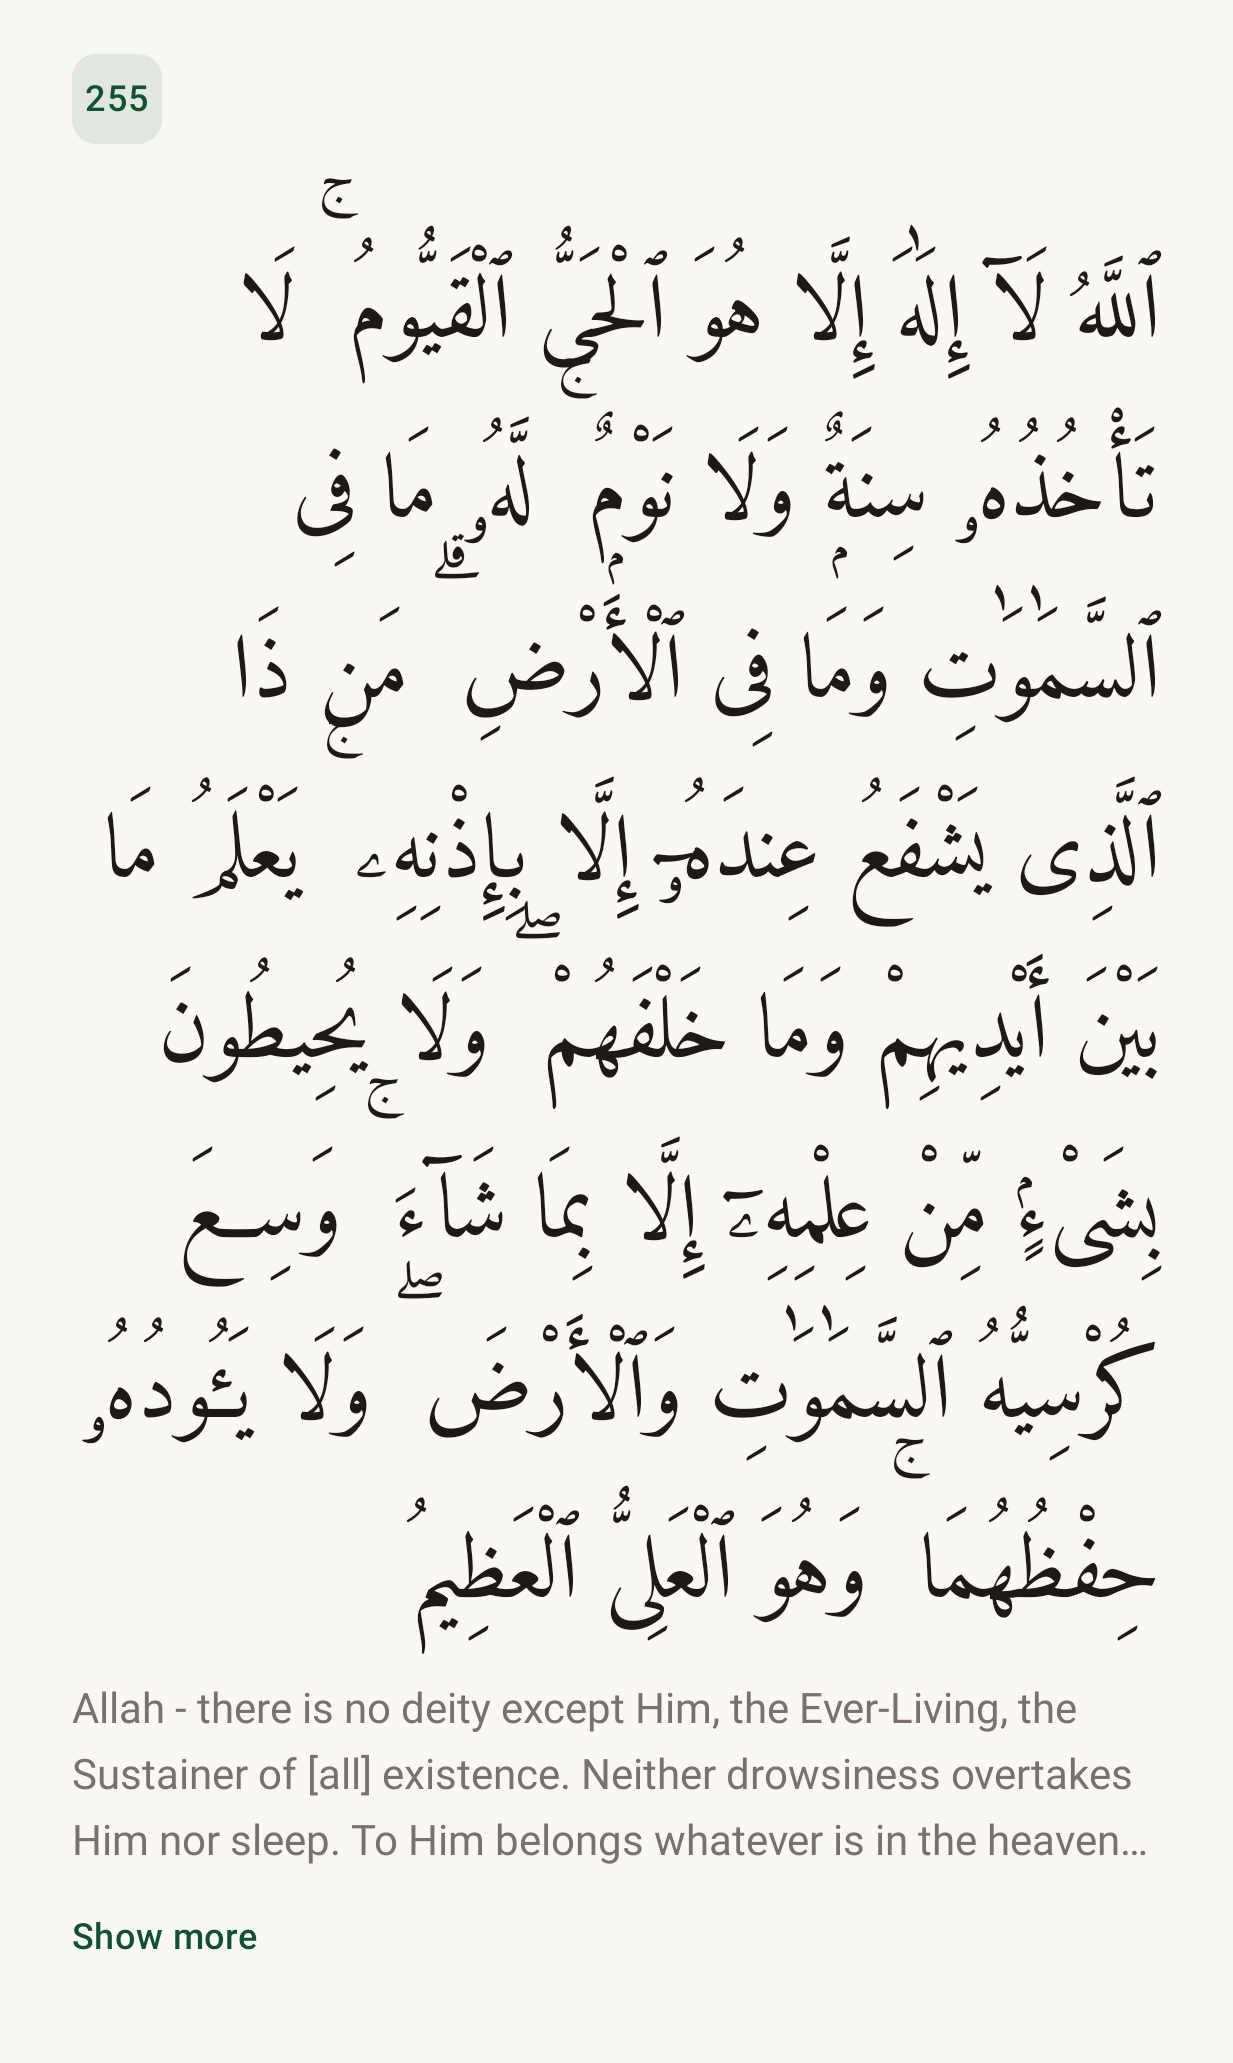 255
ٱللَّهُ لَآ إِلَٰهَ إِلَّا هُوَ ٱلْحَىُّ ٱلْقَيُّومُ ۚ لَا
تَأْخُذُهُۥ سِنَةٌۭ وَلَا نَوْمٌۭ ۚ لَّهُۥ مَا فِى
ٱلسَّمَٰوَٰتِ وَمَا فِى ٱلْأَرْضِ ۗ مَن ذَا
ٱلَّذِى يَشْفَعُ عِندَهُۥٓ إِلَّا بِإِذْنِهِۦ ۚ يَعْلَمُ مَا
بَيْنَ أَيْدِيهِمْ وَمَا خَلْفَهُمْ ۖ وَلَا يُحِيطُونَ
بِشَىْءٍۢ مِّنْ عِلْمِهِۦٓ إِلَّا بِمَا شَآءَ ۚ وَسِعَ
كُرْسِيُّهُ ٱلسَّمَٰوَٰتِ وَٱلْأَرْضَ ۖ وَلَا يَـُٔودُهُۥ
حِفْظُهُمَا ۚ وَهُوَ ٱلْعَلِىُّ ٱلْعَظِيمُ
Allah - there is no deity except Him, the Ever-Living, the
Sustainer of [all] existence. Neither drowsiness overtakes
Him nor sleep. To Him belongs whatever is in the heaven…
Show more